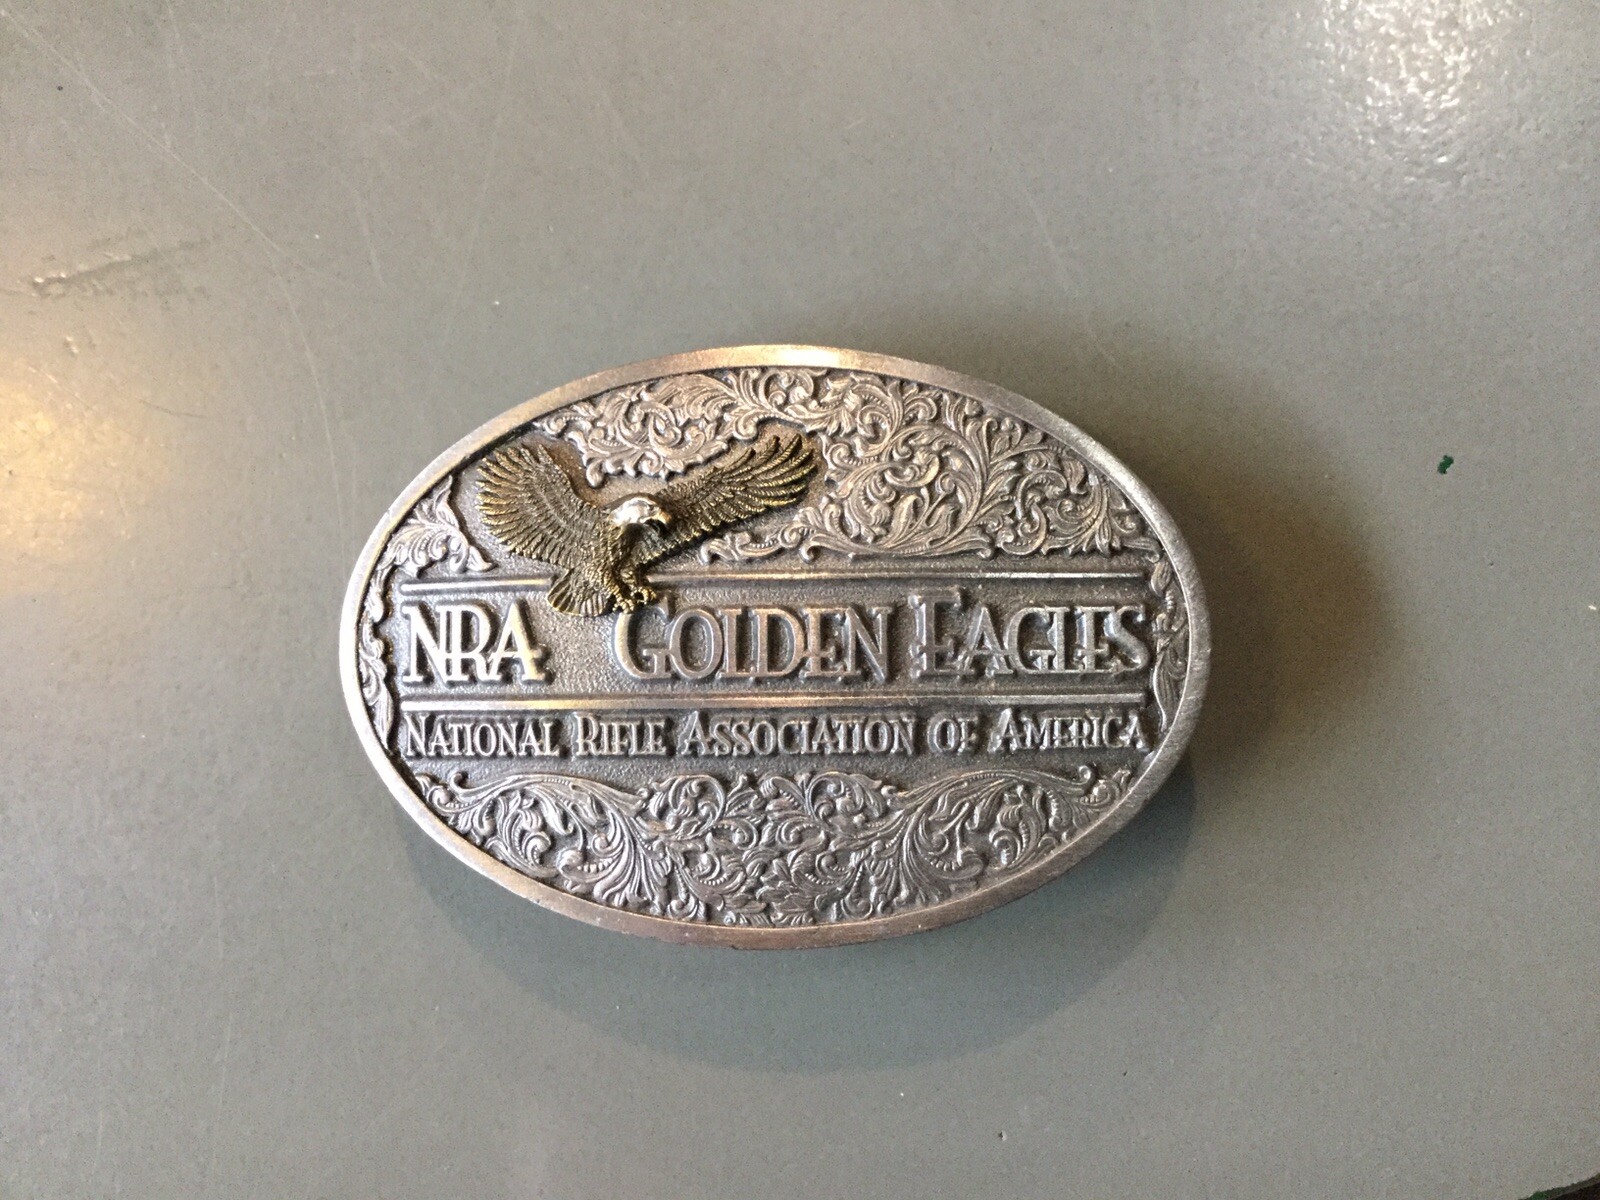 NRA GOLDEN EAGLES
NATIONAL RIFLE ASSOCIATION OF AMERICA